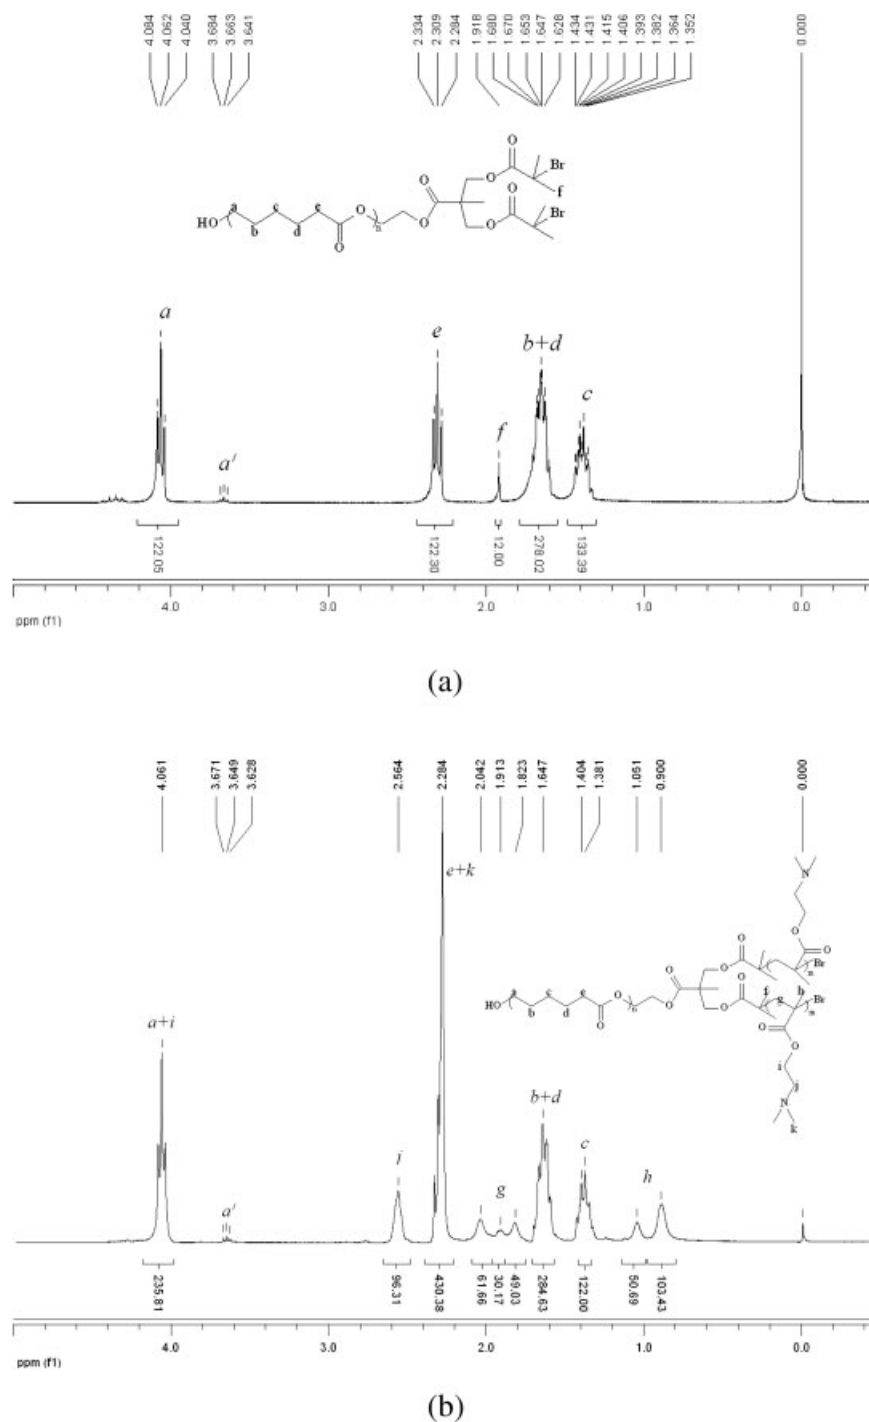 (a)
4.084 4.062 4.040 3.684 3.663 3.641 2.334 2.309 2.284 1.918 1.680 1.670 1.653 1.647 1.628 1.434 1.431 1.415 1.406 1.393 1.382 1.364 1.352 0.000
O
O Br
O f
O O Br
HO a b c d e O O n O O O
a
a'
e
f
b+d
c
122.05 122.30 12.00 278.02 133.39
4.0 3.0 2.0 1.0 0.0
ppm (f1)
(a)
4.061 3.671 3.649 3.628 2.564 2.284 2.042 1.913 1.823 1.647 1.404 1.381 1.051 0.900 0.000
e+k
N
O
O O O Br
O n
HO a b c d e O O n O O O f g h Br
O O m
i
j
N
k
a+i
a'
j
g
b+d
c
h
235.81 96.31 430.38 61.66 30.17 49.03 284.63 122.00 50.69 103.43
4.0 3.0 2.0 1.0 0.0
ppm (f1)
(b)